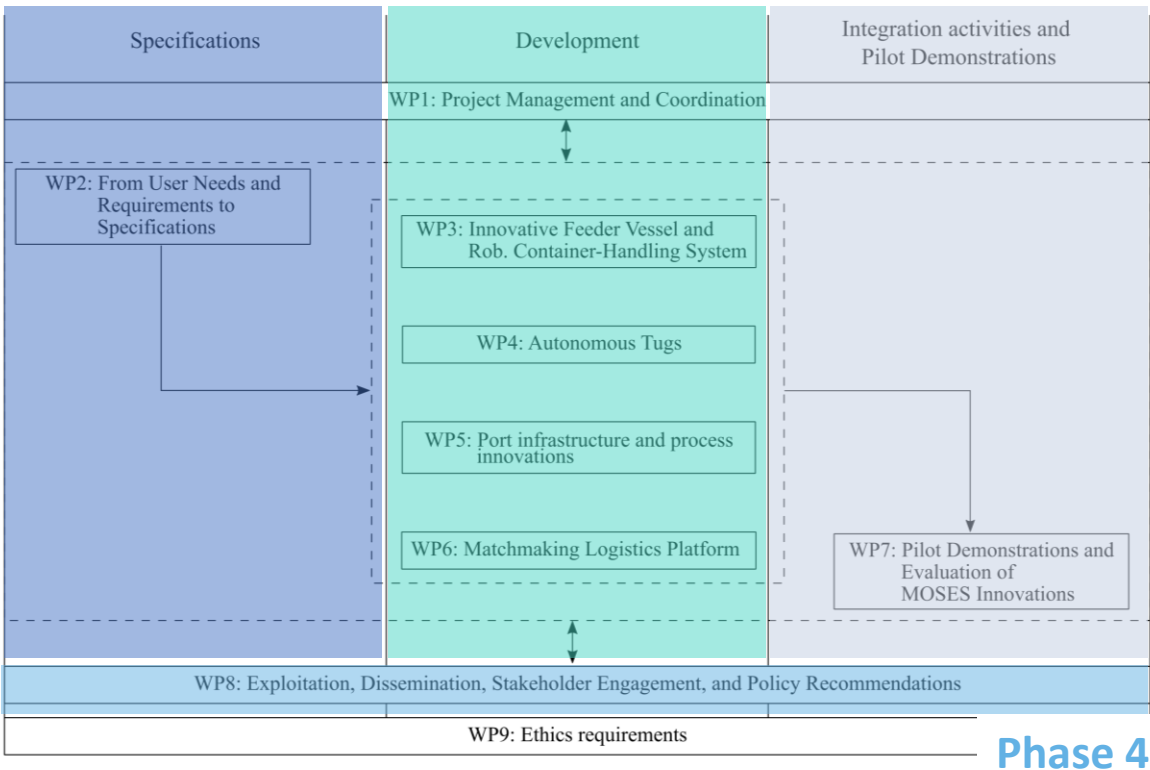 Specifications
Development
Integration activities and
Pilot Demonstrations
WP1: Project Management and Coordination
WP2: From User Needs and
Requirements to
Specifications
WP3: Innovative Feeder Vessel and
Rob. Container-Handling System
WP4: Autonomous Tugs
WP5: Port infrastructure and process
innovations
WP6: Matchmaking Logistics Platform
WP7: Pilot Demonstrations and
Evaluation of
MOSES Innovations
WP8: Exploitation, Dissemination, Stakeholder Engagement, and Policy Recommendations
WP9: Ethics requirements
Phase 4